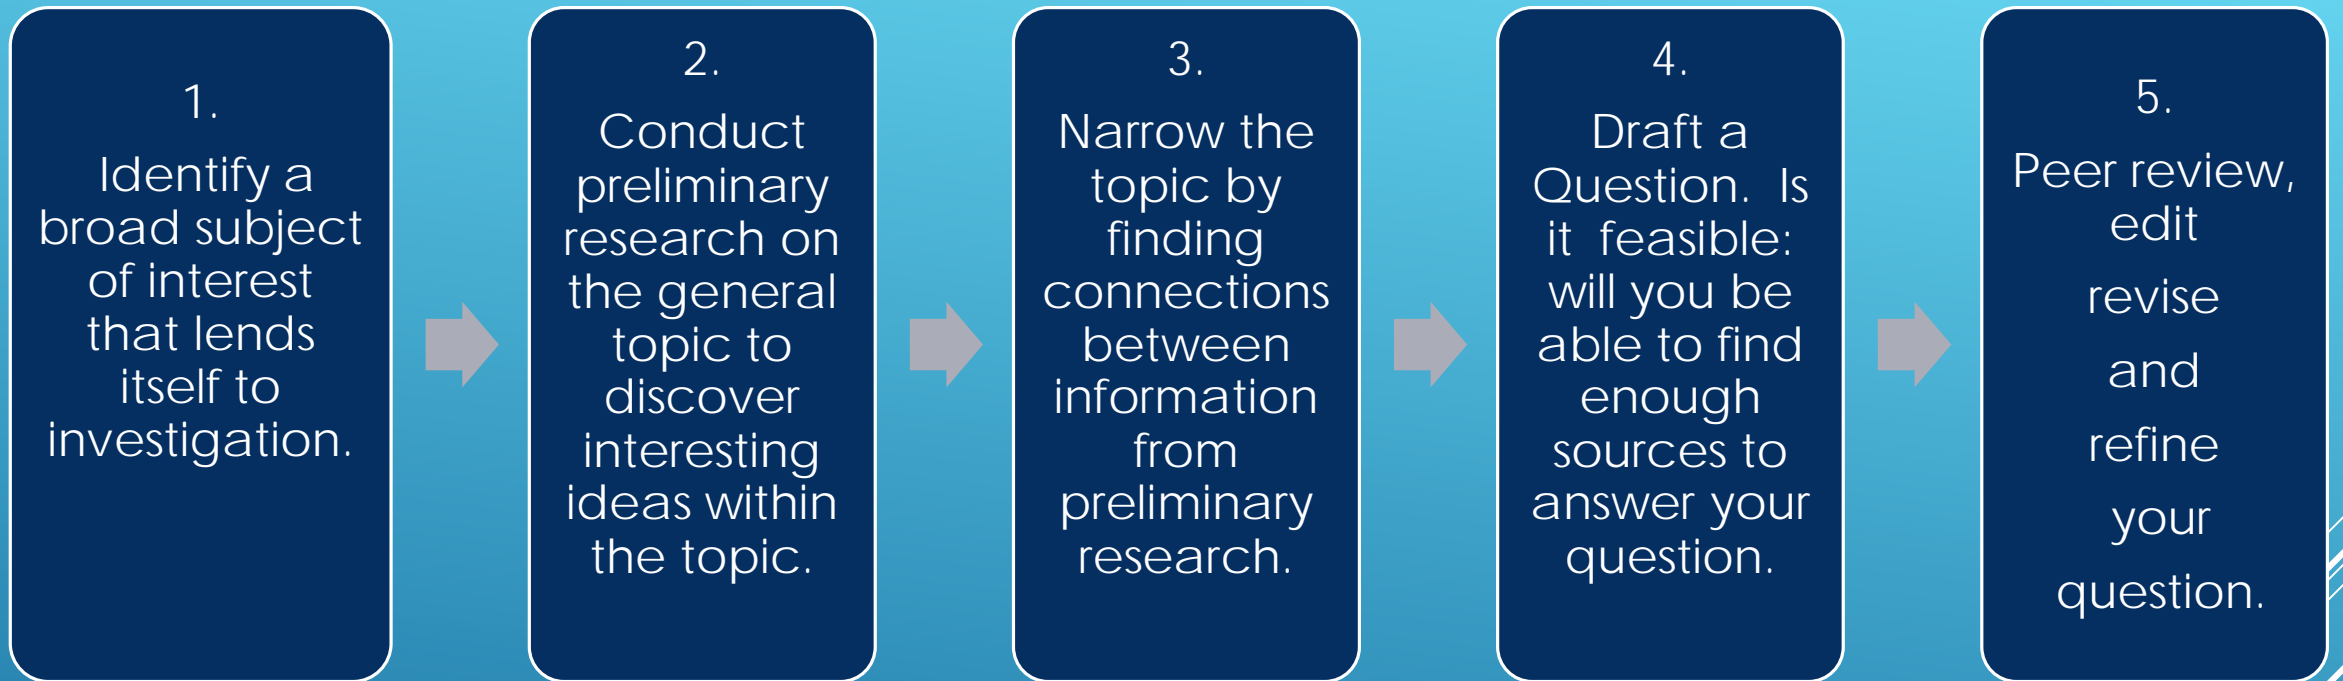 1.
Identify a
broad subject
of interest
that lends
itself to
investigation.
2.
Conduct
preliminary
research on
the general
topic to
discover
interesting
ideas within
the topic.
3.
Narrow the
topic by
finding
connections
between
information
from
preliminary
research.
4.
Draft a
Question.  Is
it  feasible:
will you be
able to find
enough
sources to
answer your
question.
5.
Peer review,
edit
revise
and
refine
your
question.